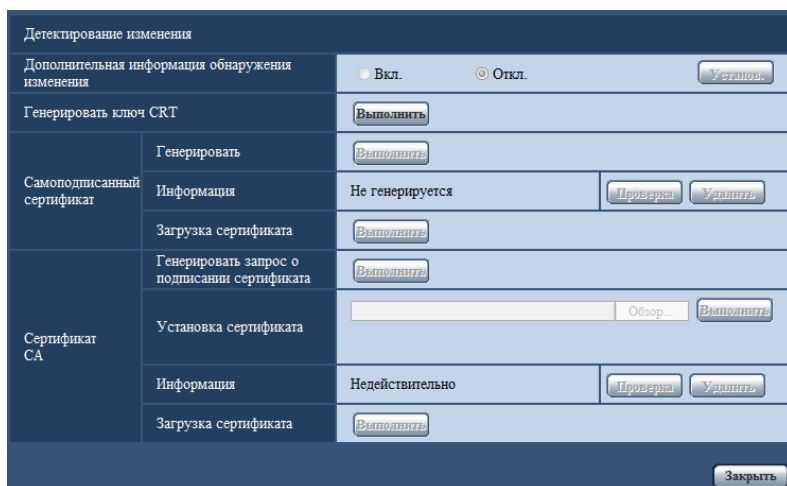 Детектирование изменения
Дополнительная информация обнаружения
изменения
Вкл.
Откл.
Установ.
Генерировать ключ CRT
Выполнить
Самоподписанный
сертификат
Генерировать
Выполнить
Информация
Не генерируется
Проверка
Удалить
Загрузка сертификата
Выполнить
Сертификат
CA
Генерировать запрос о
подписании сертификата
Выполнить
Установка сертификата
Обзор...
Выполнить
Информация
Недействительно
Проверка
Удалить
Загрузка сертификата
Выполнить
Закрыть